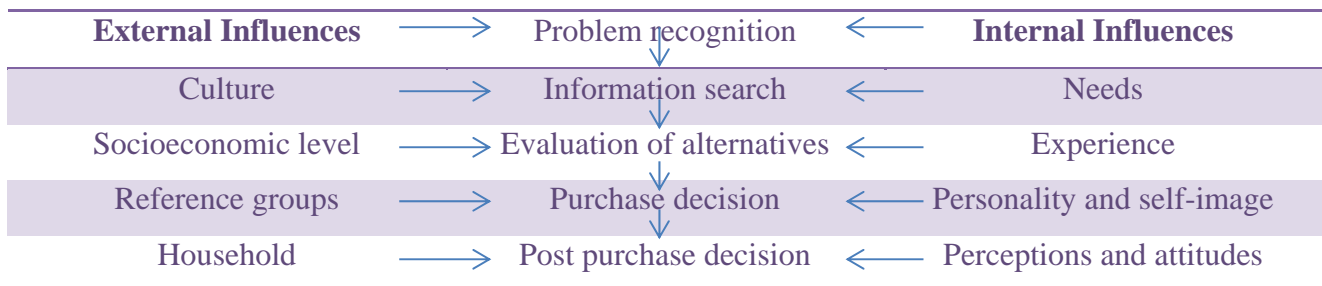 External Influences Problem recognition Internal Influences
Culture Information search Needs
Socioeconomic level Evaluation of alternatives Experience
Reference groups Purchase decision Personality and self-image
Household Post purchase decision Perceptions and attitudes